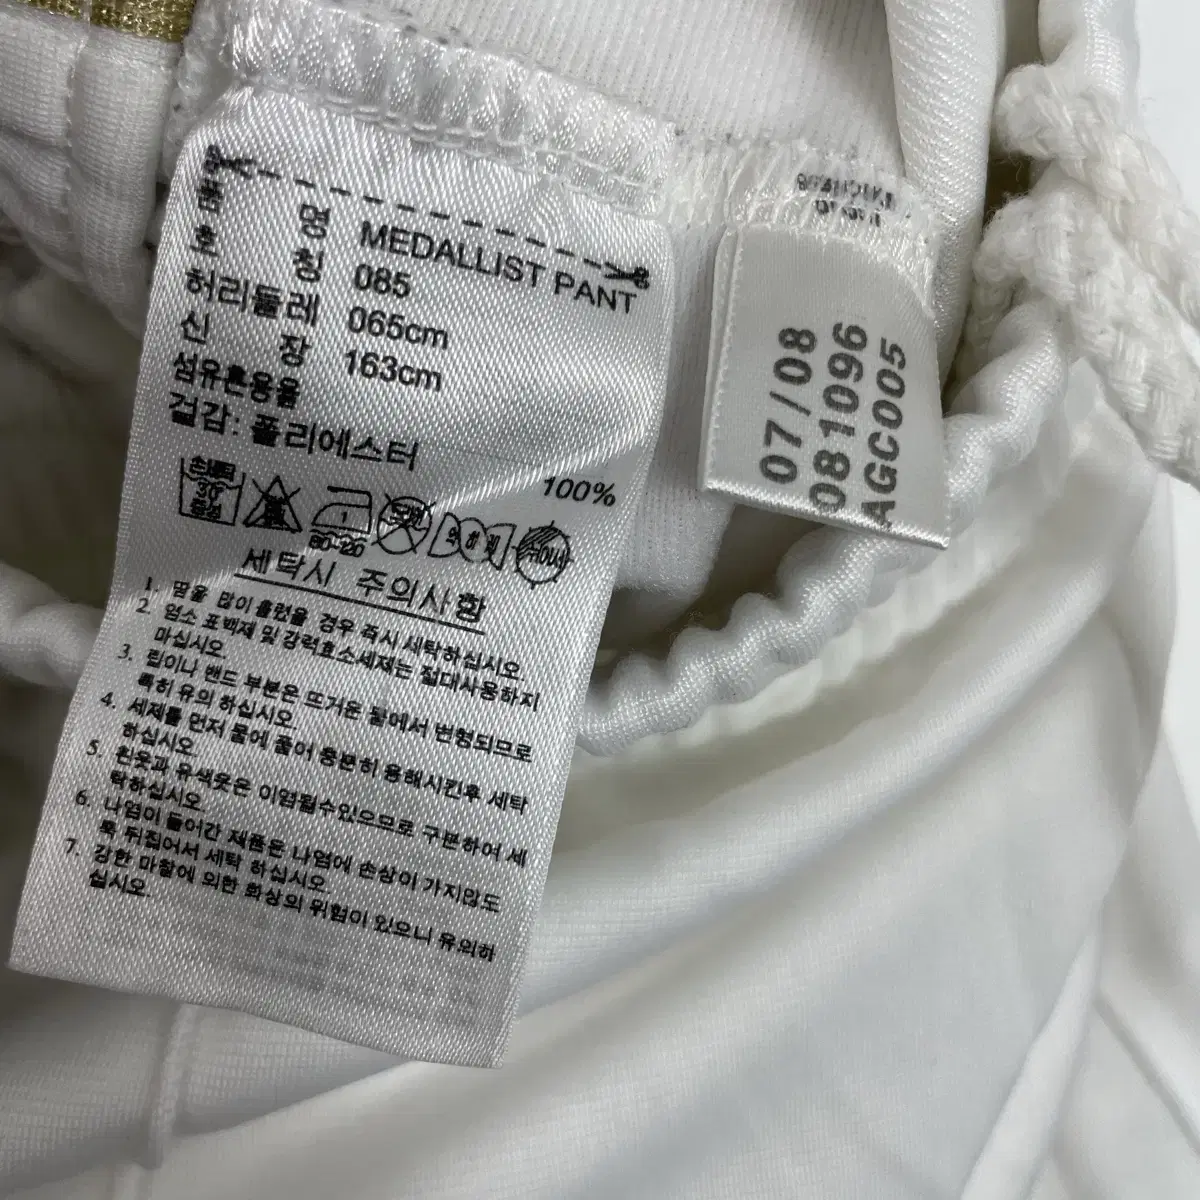 품 명 MEDALLIST PANT
호 칭 085
허리둘레 065cm
신 장 163cm
섬유혼용율
겉감: 폴리에스터
100%
세탁시 주의사항
1. 땀을 많이 흘렸을 경우 즉시 세탁하십시오.
2. 염소 표백제 및 강력효소세제는 절대사용하지
마십시오
3. 립이나 밴드 부분은 뜨거운 물에서 변형되므로
특히 유의 하십시오.
4. 세제를 먼저 물에 풀어 충분히 용해시킨후 세탁
하십시오
5. 흰옷과 유색옷은 이염될수있으므로 구분하여 세
탁하십시오
6. 나염이 들어간 제품은 나염에 손상이 가지않도
록 뒤집어서 세탁 하십시오
7. 강한 마찰에 의한 화상의 위험이 있으니 유의하
십시오.
07/08
081096
AGC005